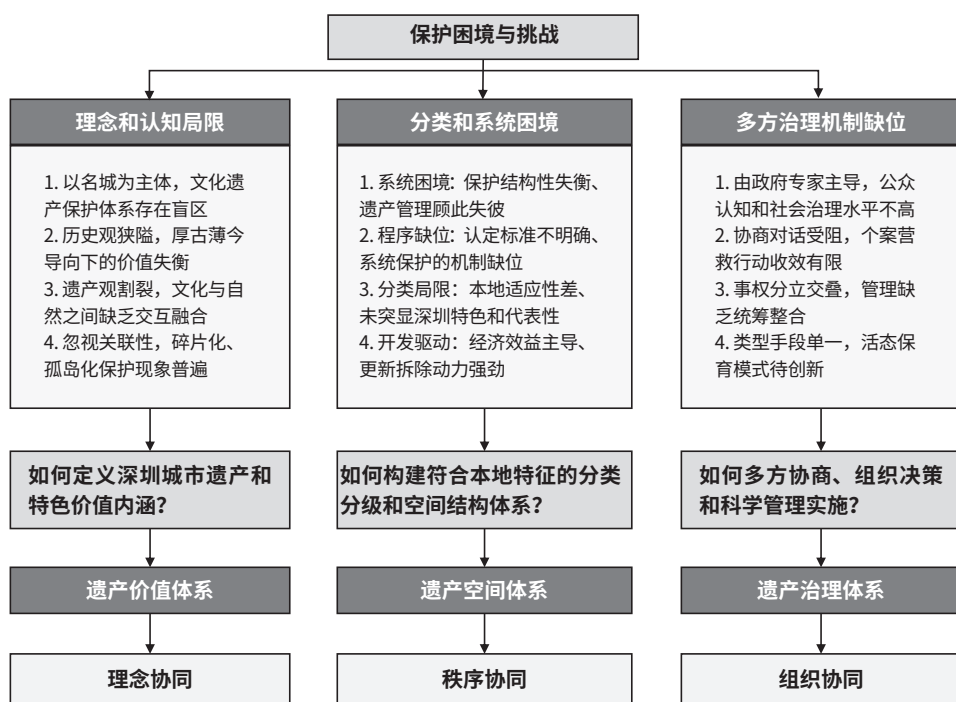 保护困境与挑战
理念和认知局限
1. 以名城为主体，文化遗
产保护体系存在盲区
2. 历史观狭隘，厚古薄今
导向下的价值失衡
3. 遗产观割裂，文化与自
然之间缺乏交互融合
4. 忽视关联性，碎片化、
孤岛化保护现象普遍
如何定义深圳城市遗产和
特色价值内涵？
遗产价值体系
理念协同
分类和系统困境
1. 系统困境：保护结构性失衡、
遗产管理顾此失彼
2. 程序缺位：认定标准不明确、
系统保护的机制缺位
3. 分类局限：本地适应性差、
未突显深圳特色和代表性
4. 开发驱动：经济效益主导、
更新拆除动力强劲
如何构建符合本地特征的分类
分级和空间结构体系？
遗产空间体系
秩序协同
多方治理机制缺位
1. 由政府专家主导，公众
认知和社会治理水平不高
2. 协商对话受阻，个案营
救行动收效有限
3. 事权分立交叠，管理缺
乏统筹整合
4. 类型手段单一，活态保
育模式待创新
如何多方协商、组织决策
和科学管理实施？
遗产治理体系
组织协同